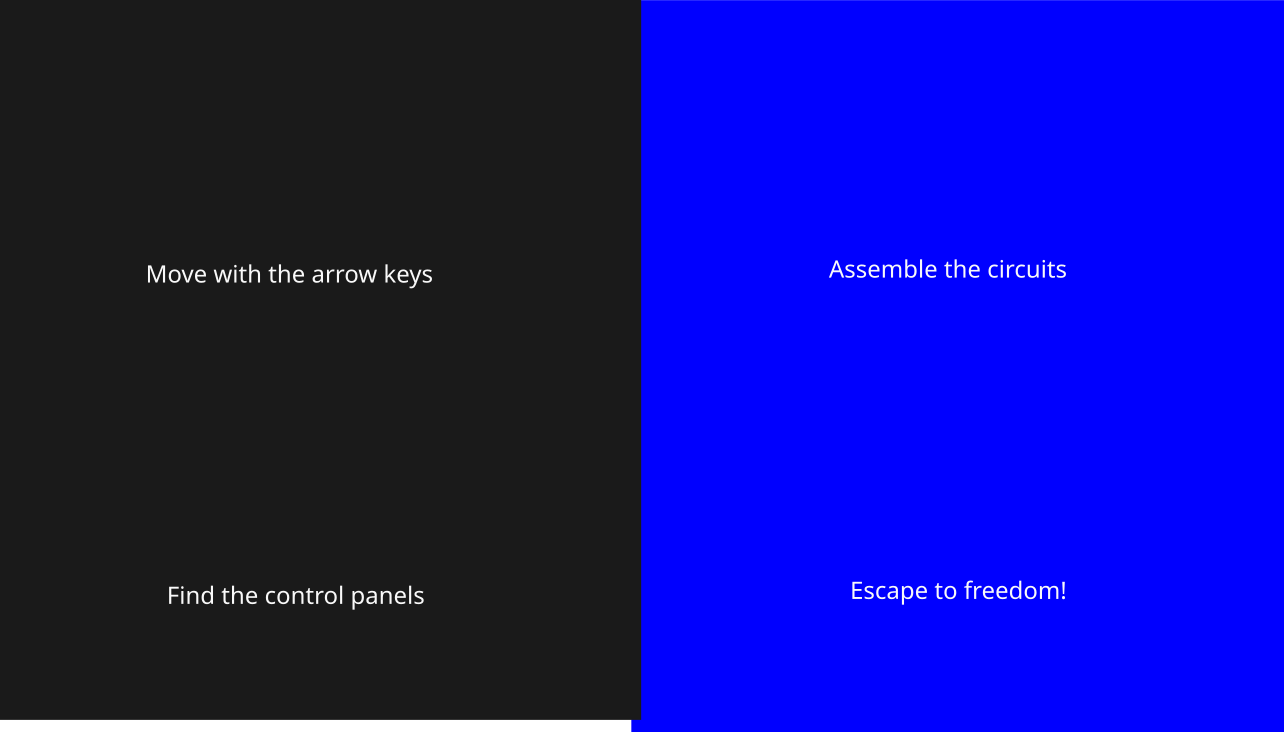 Move with the arrow keys
Find the control panels
Assemble the circuits
Escape to freedom!